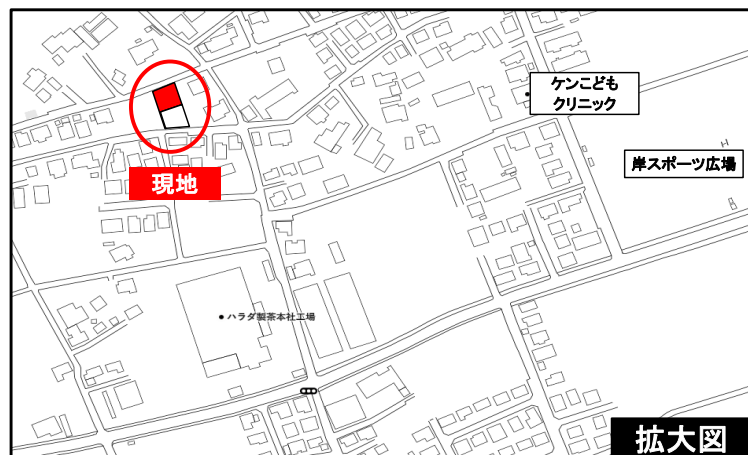 ケンこども
クリニック
岸スポーツ広場
現地
ハラダ製茶本社工場
拡大図